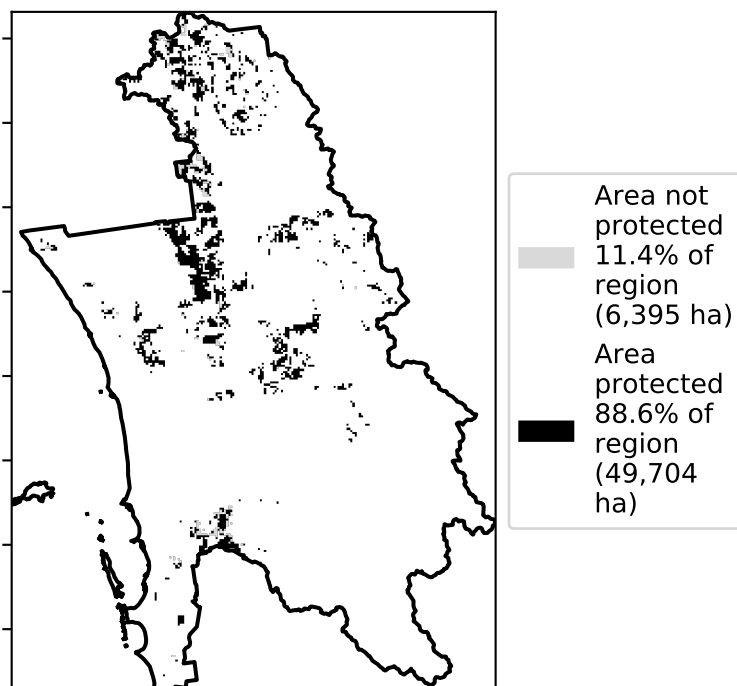 Area not
protected
11.4% of
region
(6,395 ha)
Area
protected
88.6% of
region
(49,704
ha)